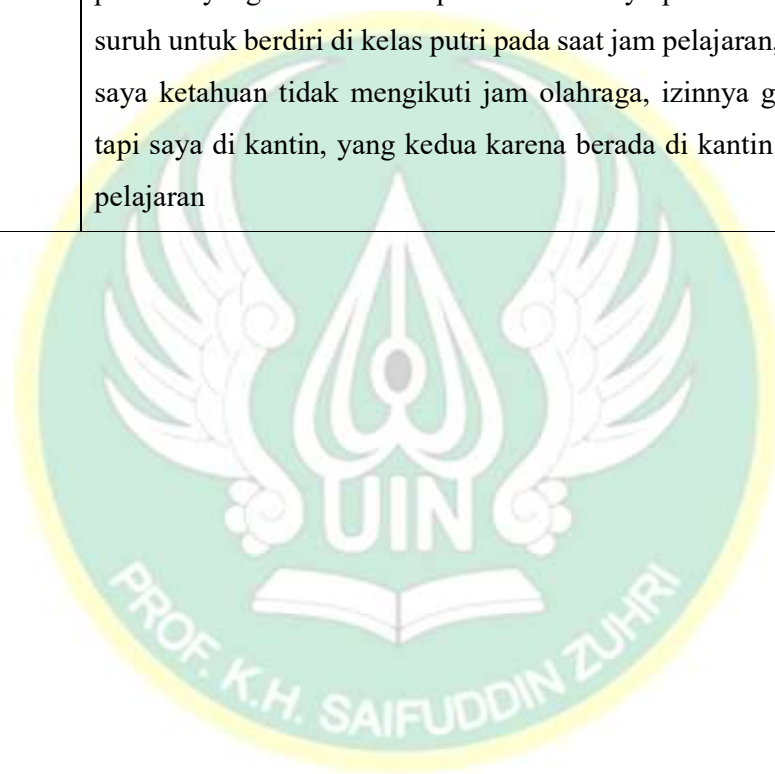 suruh untuk berdiri di kelas putri pada saat jam pelajaran,
saya ketahuan tidak mengikuti jam olahraga, izinnya g
tapi saya di kantin, yang kedua karena berada di kantin
pelajaran
UIN
PROF. K.H. SAIFUDDIN ZUHRI